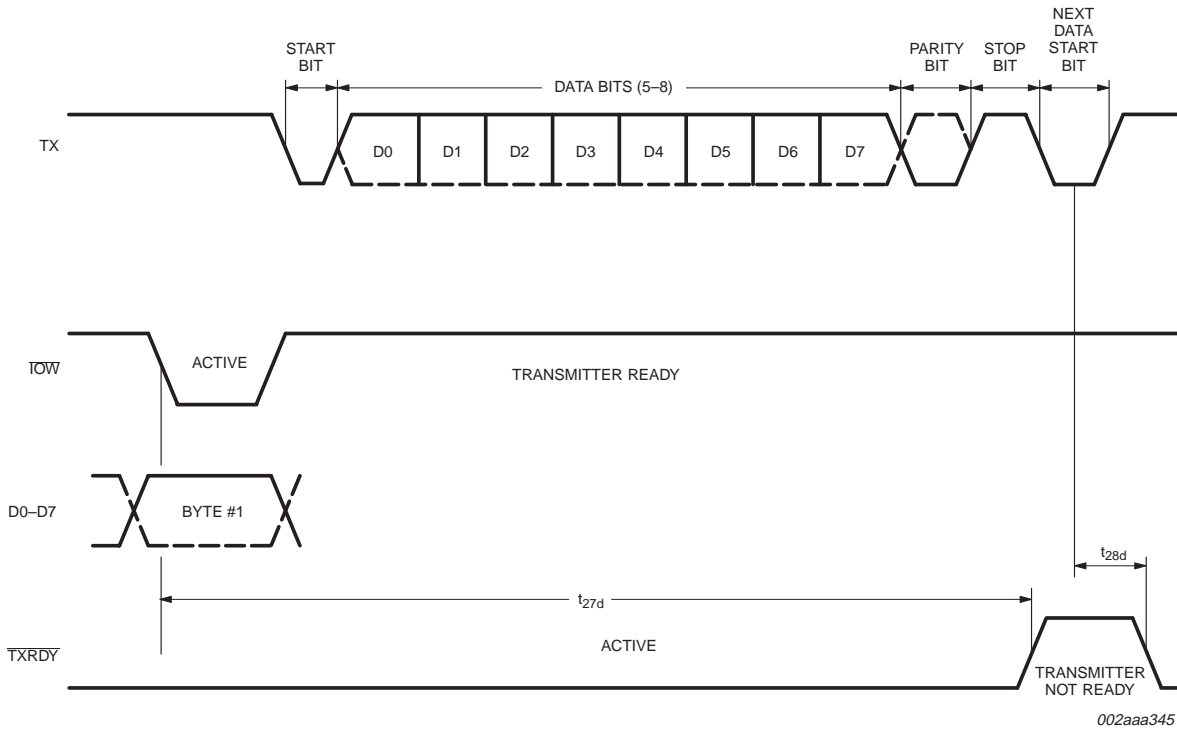 START
BIT
DATA BITS (5–8)
PARITY
BIT
STOP
BIT
NEXT
DATA
START
BIT
TX
D0 D1 D2 D3 D4 D5 D6 D7
IOW
ACTIVE
TRANSMITTER READY
D0–D7
BYTE #1
t28d
t27d
TXRDY
ACTIVE
TRANSMITTER
NOT READY
002aaa345